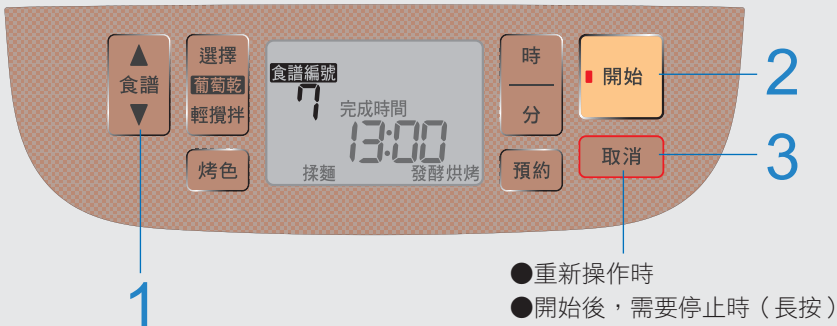 ▲
食譜
▼
選擇
葡萄乾
輕攪拌
烤色
食譜編號
7
完成時間
13:00
揉麵 發酵烘烤
時
分
預約
開始
取消
1
2
3
●重新操作時
●開始後，需要停止時（長按）